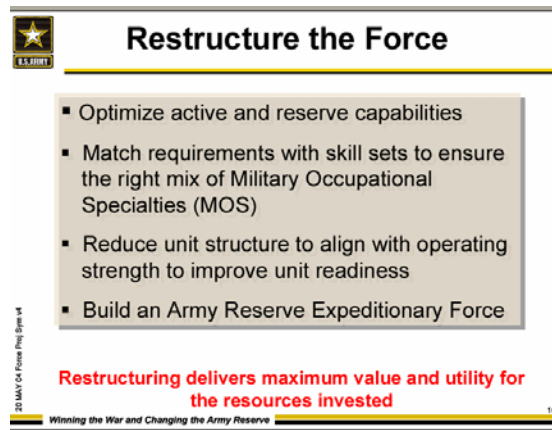 U.S.ARMY
Restructure the Force
▪ Optimize active and reserve capabilities
▪ Match requirements with skill sets to ensure
the right mix of Military Occupational
Specialties (MOS)
▪ Reduce unit structure to align with operating
strength to improve unit readiness
▪ Build an Army Reserve Expeditionary Force
20 MAY 04 Force Proj Sym v4
Restructuring delivers maximum value and utility for
the resources invested
Winning the War and Changing the Army Reserve